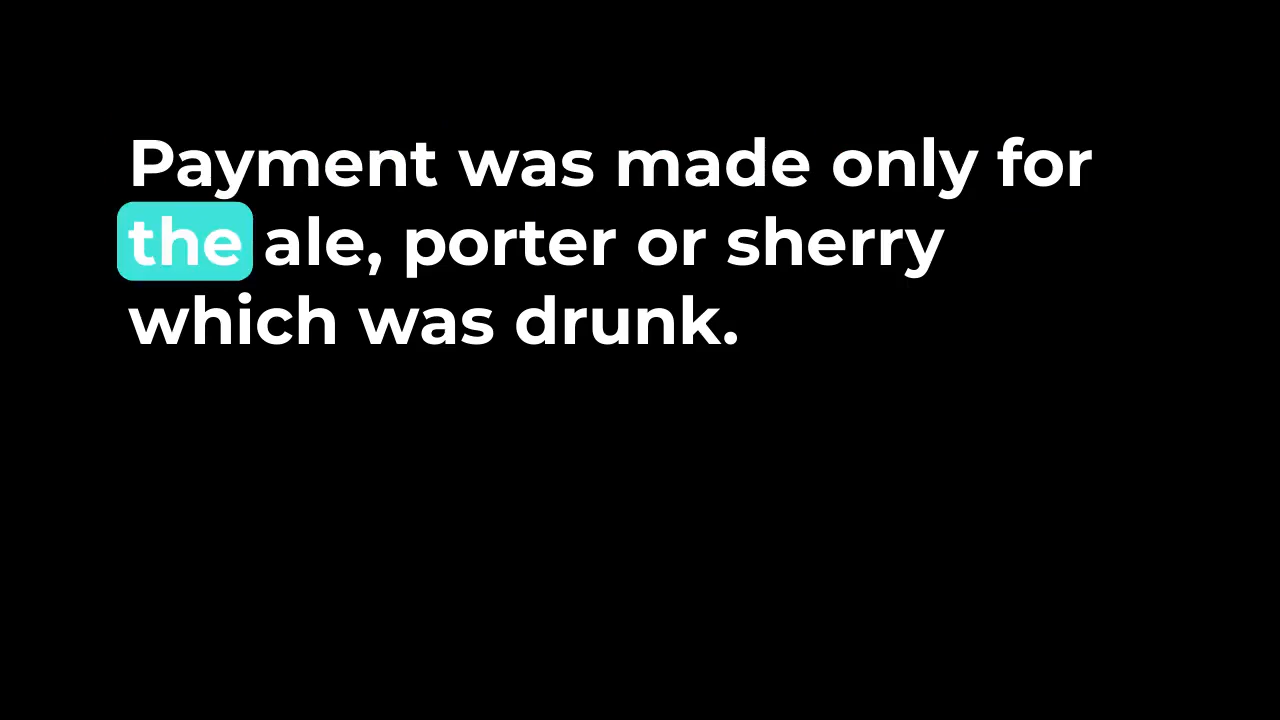 Payment was made only for
the ale, porter or sherry
which was drunk.